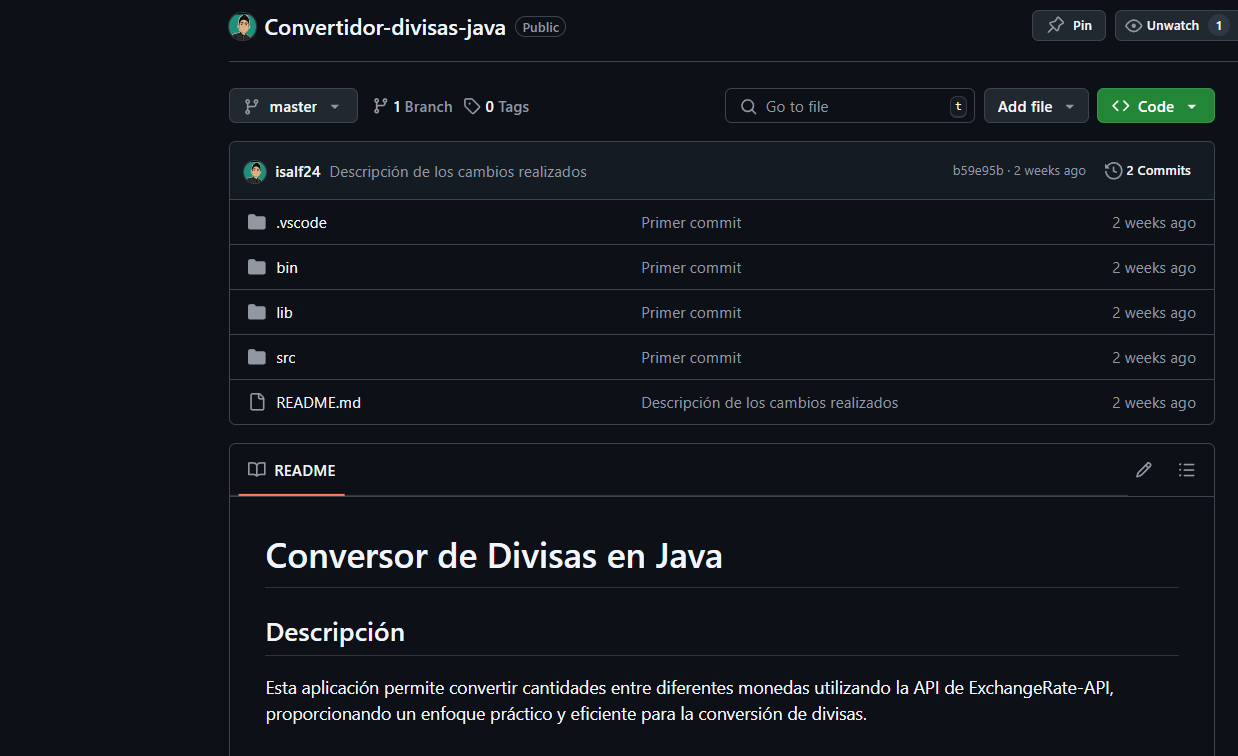 Convertidor-divisas-java Public Pin Unwatch 1
master 1 Branch 0 Tags Go to file t Add file Code
isalf24 Descripción de los cambios realizados b59e95b · 2 weeks ago 2 Commits
.vscode Primer commit 2 weeks ago
bin Primer commit 2 weeks ago
lib Primer commit 2 weeks ago
src Primer commit 2 weeks ago
README.md Descripción de los cambios realizados 2 weeks ago
README
Conversor de Divisas en Java
Descripción
Esta aplicación permite convertir cantidades entre diferentes monedas utilizando la API de ExchangeRate-API,
proporcionando un enfoque práctico y eficiente para la conversión de divisas.